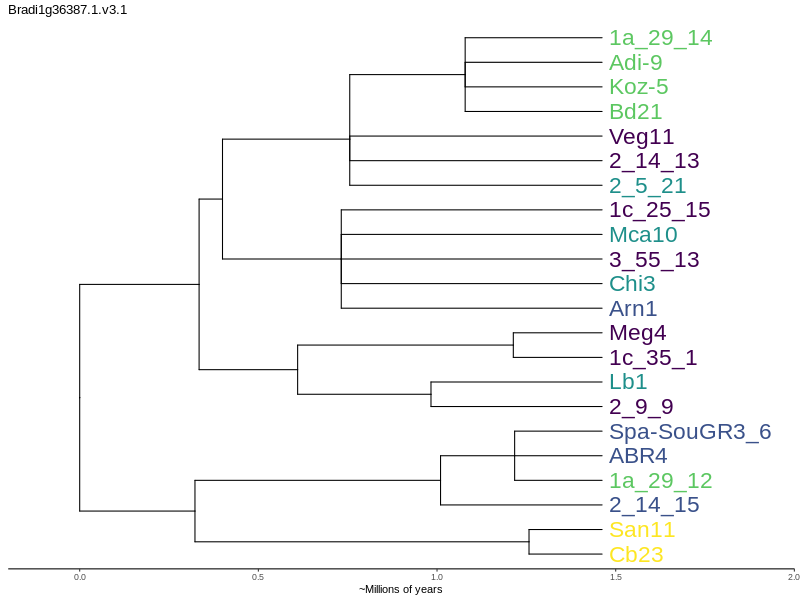 Bradi1g36387.1.v3.1
1a_29_14
Adi-9
Koz-5
Bd21
Veg11
2_14_13
2_5_21
1c_25_15
Mca10
3_55_13
Chi3
Arn1
Meg4
1c_35_1
Lb1
2_9_9
Spa-SouGR3_6
ABR4
1a_29_12
2_14_15
San11
Cb23
0.0 0.5 1.0 1.5 2.0
~Millions of years